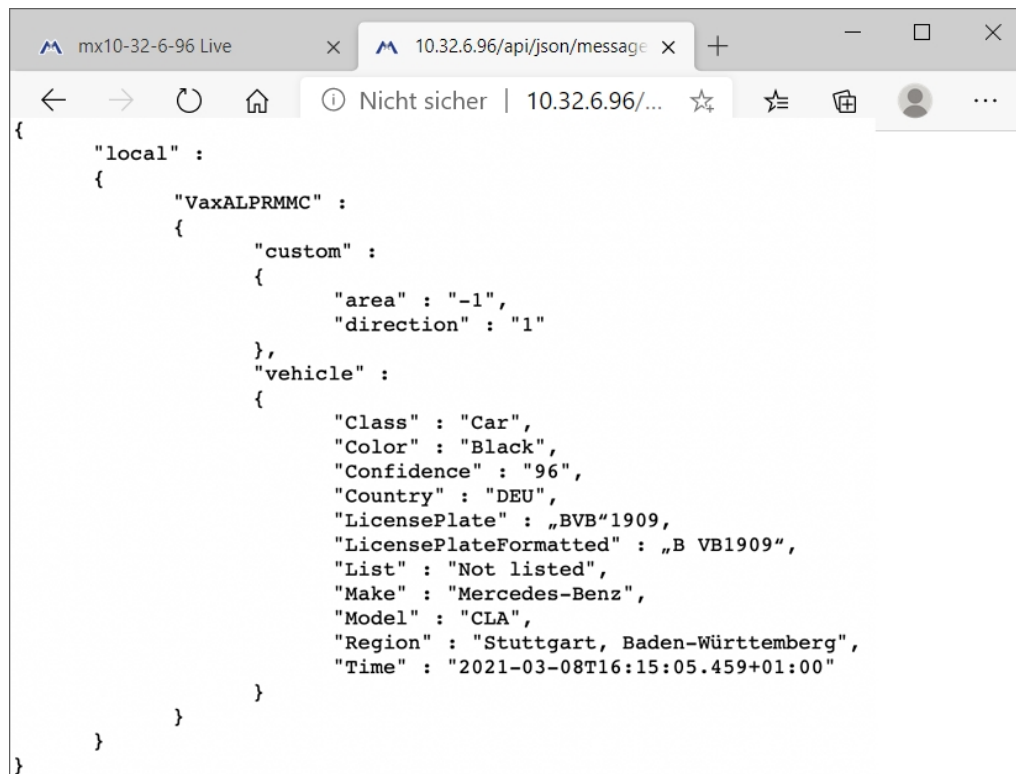 mx10-32-6-96 Live
10.32.6.96/api/json/message
Nicht sicher | 10.32.6.96/...
{
"local" :
{
"VaxALPRMMC" :
{
"custom" :
{
"area" : "-1",
"direction" : "1"
},
"vehicle" :
{
"Class" : "Car",
"Color" : "Black",
"Confidence" : "96",
"Country" : "DEU",
"LicensePlate" : „BVB“1909,
"LicensePlateFormatted" : „B VB1909“,
"List" : "Not listed",
"Make" : "Mercedes-Benz",
"Model" : "CLA",
"Region" : "Stuttgart, Baden-Württemberg",
"Time" : "2021-03-08T16:15:05.459+01:00"
}
}
}
}